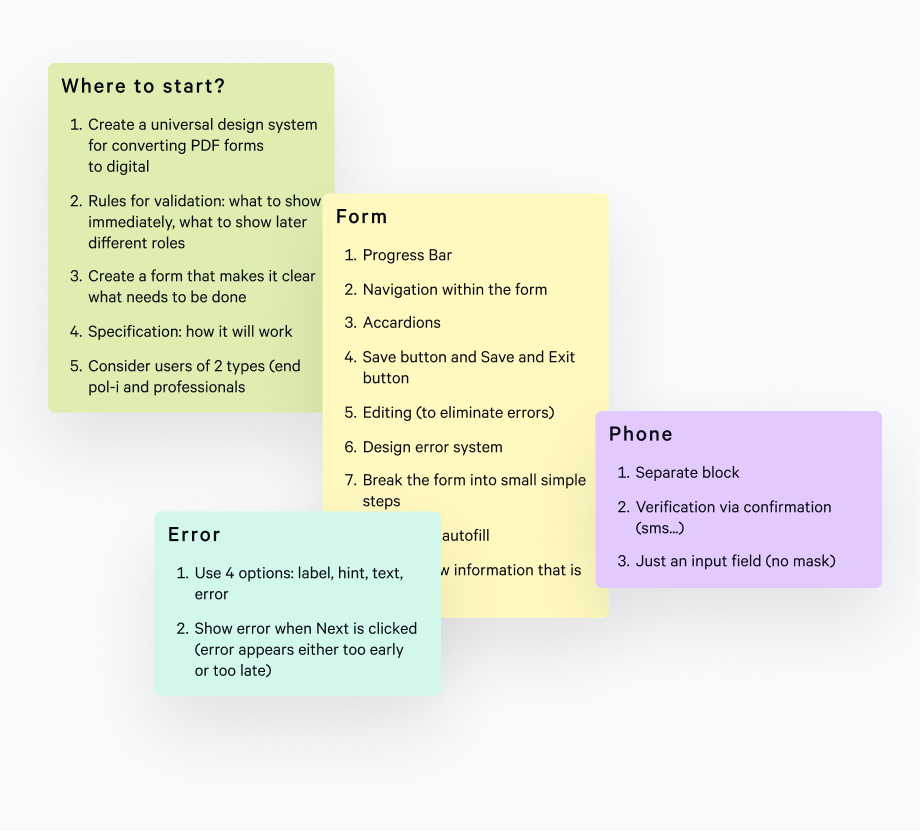 Where to start?
1. Create a universal design system
for converting PDF forms
to digital
2. Rules for validation: what to show
immediately, what to show later
different roles
3. Create a form that makes it clear
what needs to be done
4. Specification: how it will work
5. Consider users of 2 types (end
pol-i and professionals
Form
1. Progress Bar
2. Navigation within the form
3. Accardions
4. Save button and Save and Exit
button
5. Editing (to eliminate errors)
6. Design error system
7. Break the form into small simple
steps
autofill
information that is
Phone
1. Separate block
2. Verification via confirmation
(sms...)
3. Just an input field (no mask)
Error
1. Use 4 options: label, hint, text,
error
2. Show error when Next is clicked
(error appears either too early
or too late)